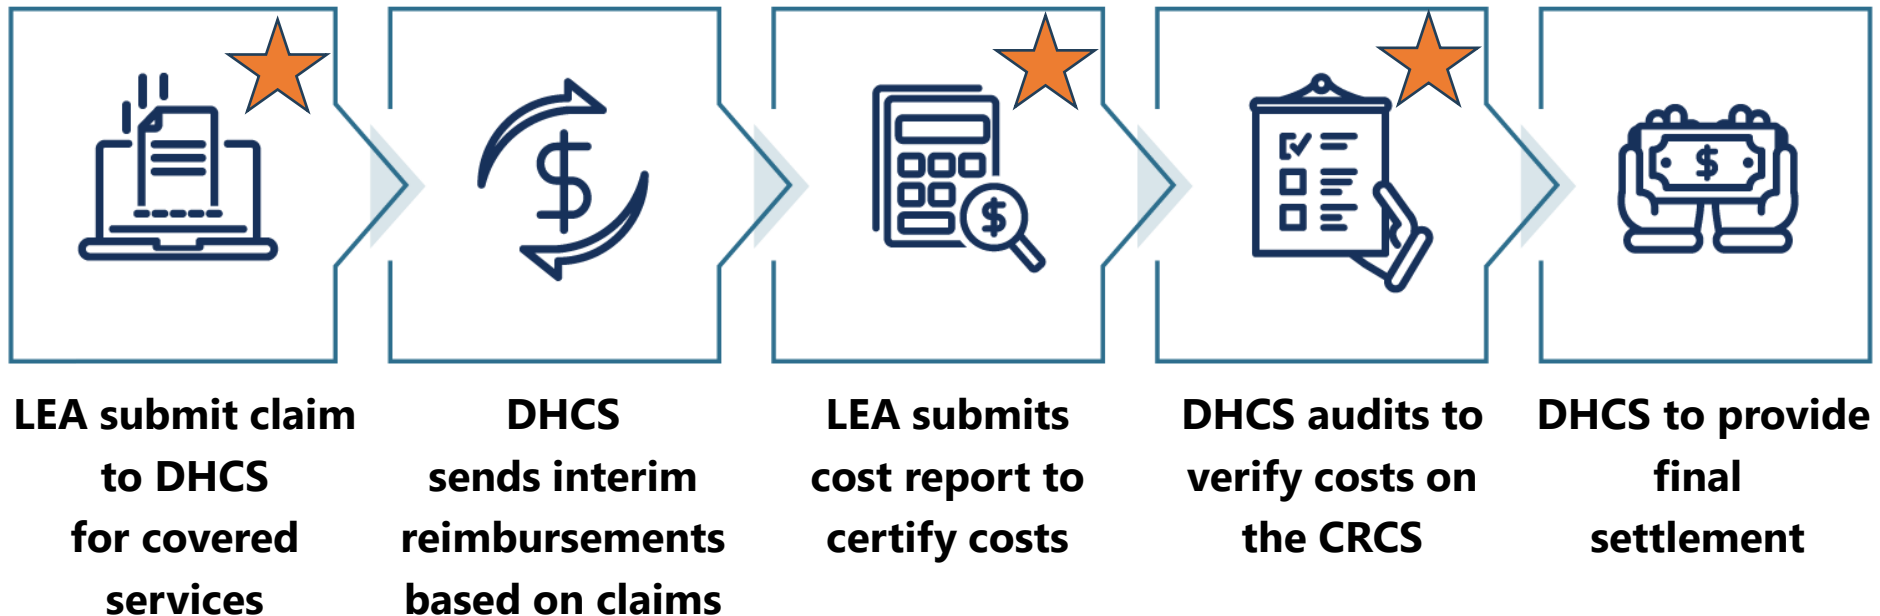 LEA submit claim
to DHCS
for covered
services
DHCS
sends interim
reimbursements
based on claims
LEA submits
cost report to
certify costs
DHCS audits to
verify costs on
the CRCS
DHCS to provide
final
settlement